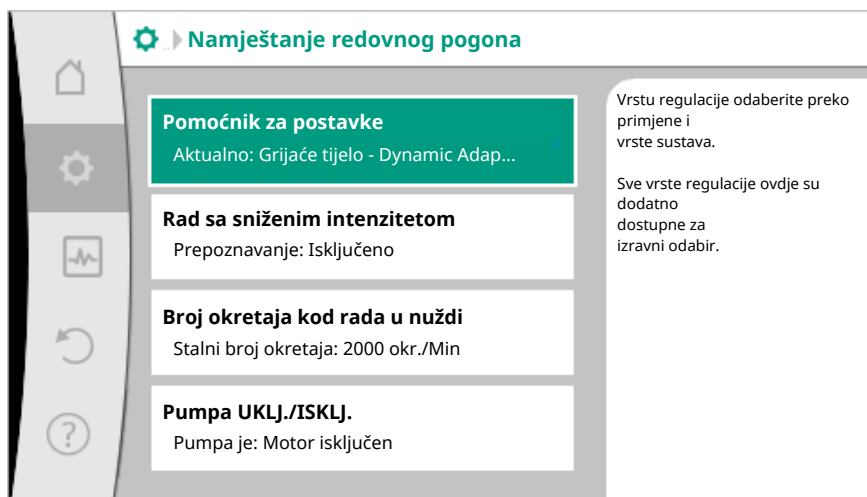 Namještanje redovnog pogona
Pomoćnik za postavke
Aktualno: Grijaće tijelo - Dynamic Adap...
Rad sa sniženim intenzitetom
Prepoznavanje: Isključeno
Broj okretaja kod rada u nuždi
Stalni broj okretaja: 2000 okr./Min
Pumpa UKLJ./ISKLJ.
Pumpa je: Motor isključen
Vrstu regulacije odaberite preko
primjene i
vrste sustava.
Sve vrste regulacije ovdje su
dodatno
dostupne za
izravni odabir.